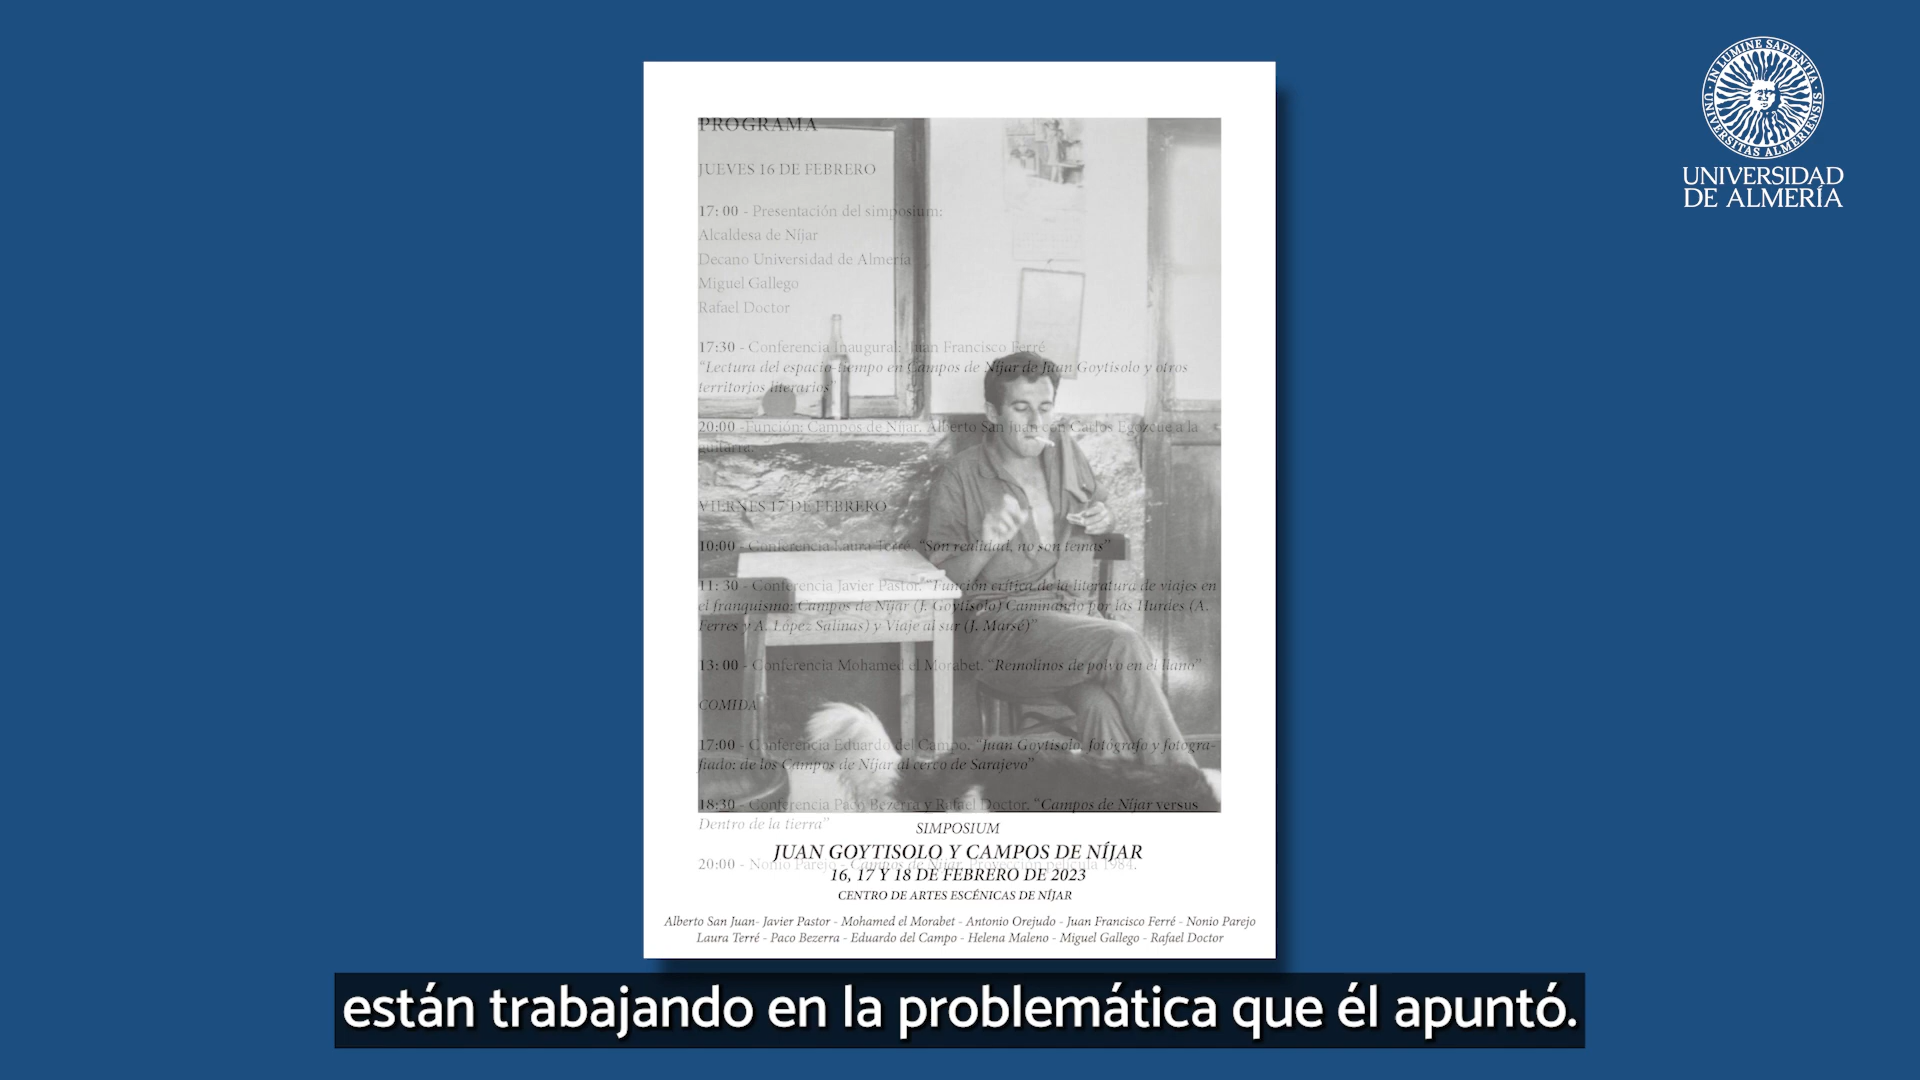 IN LUMINE SAPIENTIA
UNIVERSITAS ALMERIENSIS
UNIVERSIDAD
DE ALMERÍA
PROGRAMA
JUEVES 16 DE FEBRERO
17: 00 - Presentación del simposium:
Alcaldesa de Níjar
Decano Universidad de Almería
Miguel Gallego
Rafael Doctor
17:30 - Conferencia Inaugural: Juan Francisco Ferré
“Lectura del espacio-tiempo en Campos de Níjar de Juan Goytisolo y otros
territorios literarios”
20:00 -Función: Campos de Níjar. Alberto San Juan con Carlos Egozcue a la
guitarra.
VIERNES 17 DE FEBRERO
10:00 - Conferencia Laura Terré. “Son realidad, no son temas”
11: 30 - Conferencia Javier Pastor. “Función crítica de la literatura de viajes en
el franquismo: Campos de Níjar (J. Goytisolo) Caminando por las Hurdes (A.
Ferres y A. López Salinas) y Viaje al sur (J. Marsé)”
13: 00 - Conferencia Mohamed el Morabet. “Remolinos de polvo en el llano”
COMIDA
17:00 - Conferencia Eduardo del Campo. “Juan Goytisolo, fotógrafo y fotogra-
fiado: de los Campos de Níjar al cerco de Sarajevo”
18:30 - Conferencia Paco Bezerra y Rafael Doctor. “Campos de Níjar versus
Dentro de la tierra”
20:00 - Nonio Parejo - Campos de Níjar. Proyección película 1984.
SIMPOSIUM
JUAN GOYTISOLO Y CAMPOS DE NÍJAR
16, 17 Y 18 DE FEBRERO DE 2023
CENTRO DE ARTES ESCÉNICAS DE NÍJAR
Alberto San Juan- Javier Pastor - Mohamed el Morabet - Antonio Orejudo - Juan Francisco Ferré - Nonio Parejo
Laura Terré - Paco Bezerra - Eduardo del Campo - Helena Maleno - Miguel Gallego - Rafael Doctor
están trabajando en la problemática que él apuntó.